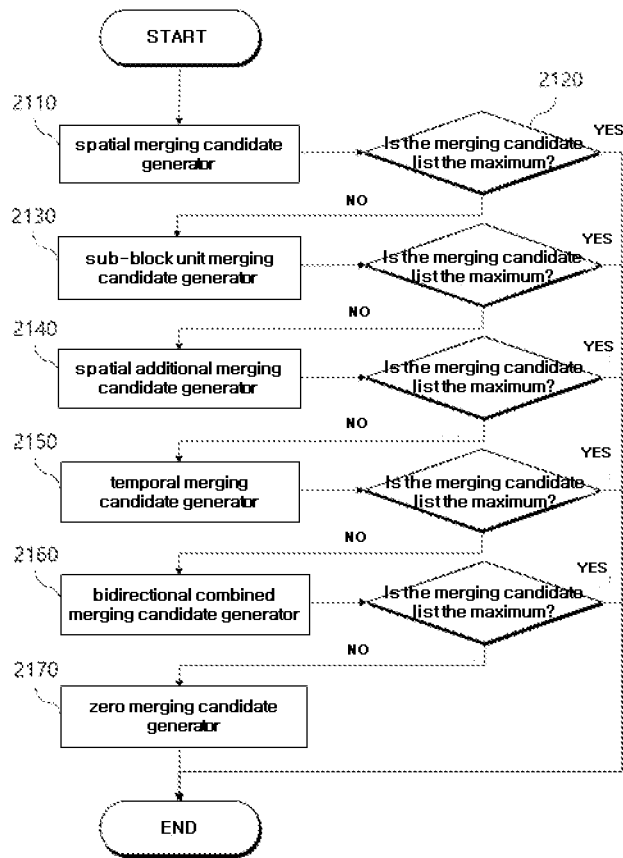 START
2110
2120
spatial merging candidate
generator
Is the merging candidate
list the maximum?
YES
NO
2130
sub-block unit merging
candidate generator
Is the merging candidate
list the maximum?
YES
NO
2140
spatial additional merging
candidate generator
Is the merging candidate
list the maximum?
YES
NO
2150
temporal merging
candidate generator
Is the merging candidate
list the maximum?
YES
NO
2160
bidirectional combined
merging candidate generator
Is the merging candidate
list the maximum?
YES
NO
2170
zero merging candidate
generator
END